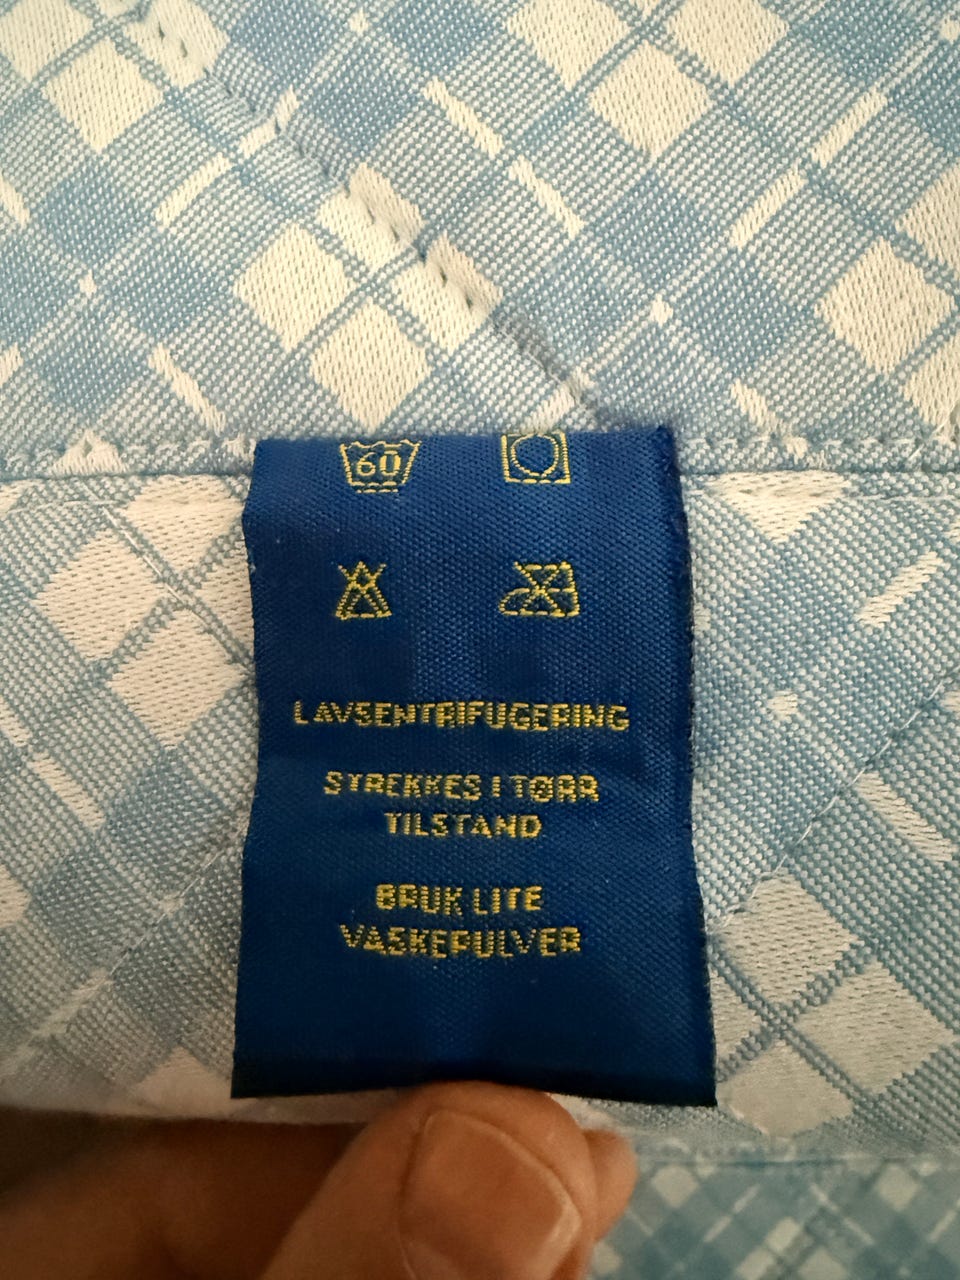 60
LAVSENTRIFUGERING
STREKKES I TØRR
TILSTAND
BRUK LITE
VASKEPULVER